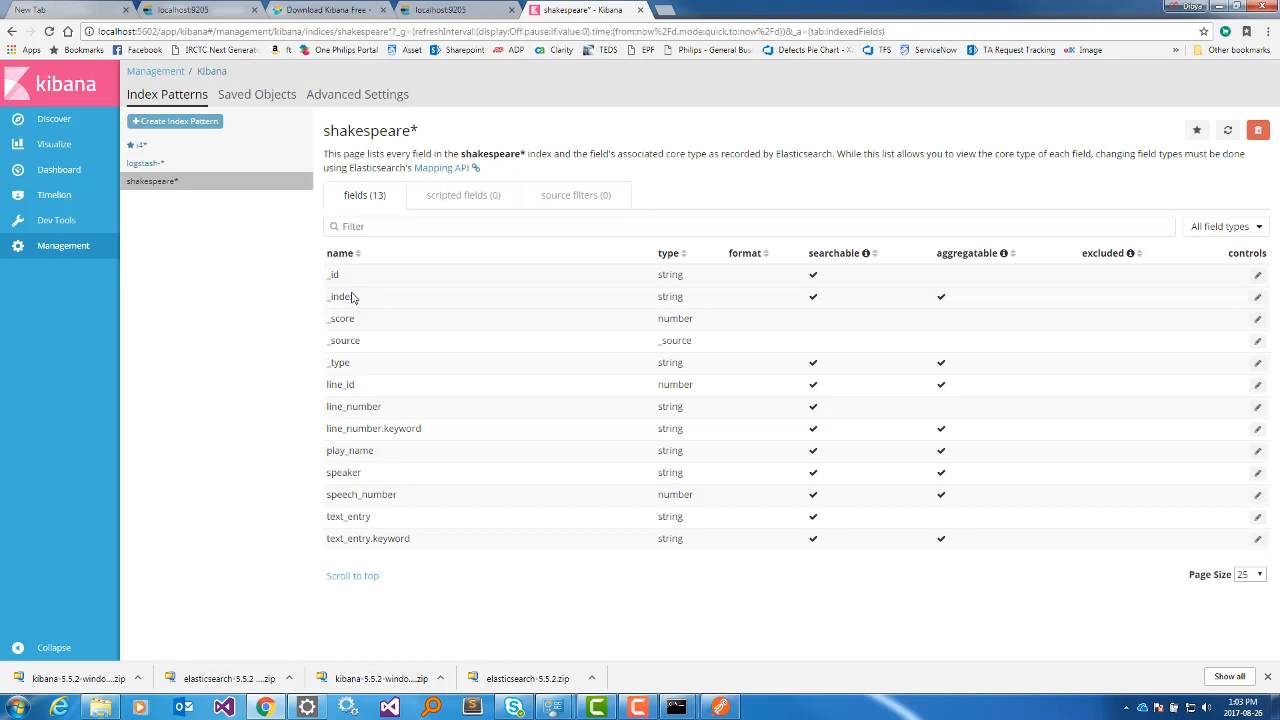 New Tab
localhost:9205
Download Kibana Free -
localhost:9205
shakespeare* - Kibana
Dibya
localhost:5602/app/kibana#/management/kibana/indices/shakespeare*?_g=(refreshInterval:(display:Off,pause:!f,value:0),time:(from:now%2Fd,mode:quick,to:now%2Fd))&_a=(tab:indexedFields)
Apps
Bookmarks
Facebook
IRCTC Next Generatio
ft
One Philips Portal
Asset
Sharepoint
ADP
Clarity
TETS
EPF
Philips - General Busi
Defects Pie Chart - X
TFS
ServiceNow
TA Request Tracking
iMage
»
Other bookmarks
kibana
Discover
Visualize
Dashboard
Timelion
Dev Tools
Management
Collapse
Management / Kibana
Index Patterns
Saved Objects
Advanced Settings
+ Create Index Pattern
★ i4*
logstash-*
shakespeare*
shakespeare*
This page lists every field in the shakespeare* index and the field's associated core type as recorded by Elasticsearch. While this list allows you to view the core type of each field, changing field types must be done
using Elasticsearch's Mapping API
fields (13)
scripted fields (0)
source filters (0)
Filter
All field types
name type format searchable aggregatable excluded controls
_id string ✔
_index string ✔ ✔
_score number
_source _source
_type string ✔ ✔
line_id number ✔ ✔
line_number string ✔
line_number.keyword string ✔ ✔
play_name string ✔ ✔
speaker string ✔ ✔
speech_number number ✔ ✔
text_entry string ✔
text_entry.keyword string ✔ ✔
Scroll to top
Page Size 25
kibana-5.5.2-windo....zip
elasticsearch-5.5.2 ....zip
kibana-5.5.2-windo....zip
elasticsearch-5.5.2.zip
Show all
1:03 PM
2017-08-26